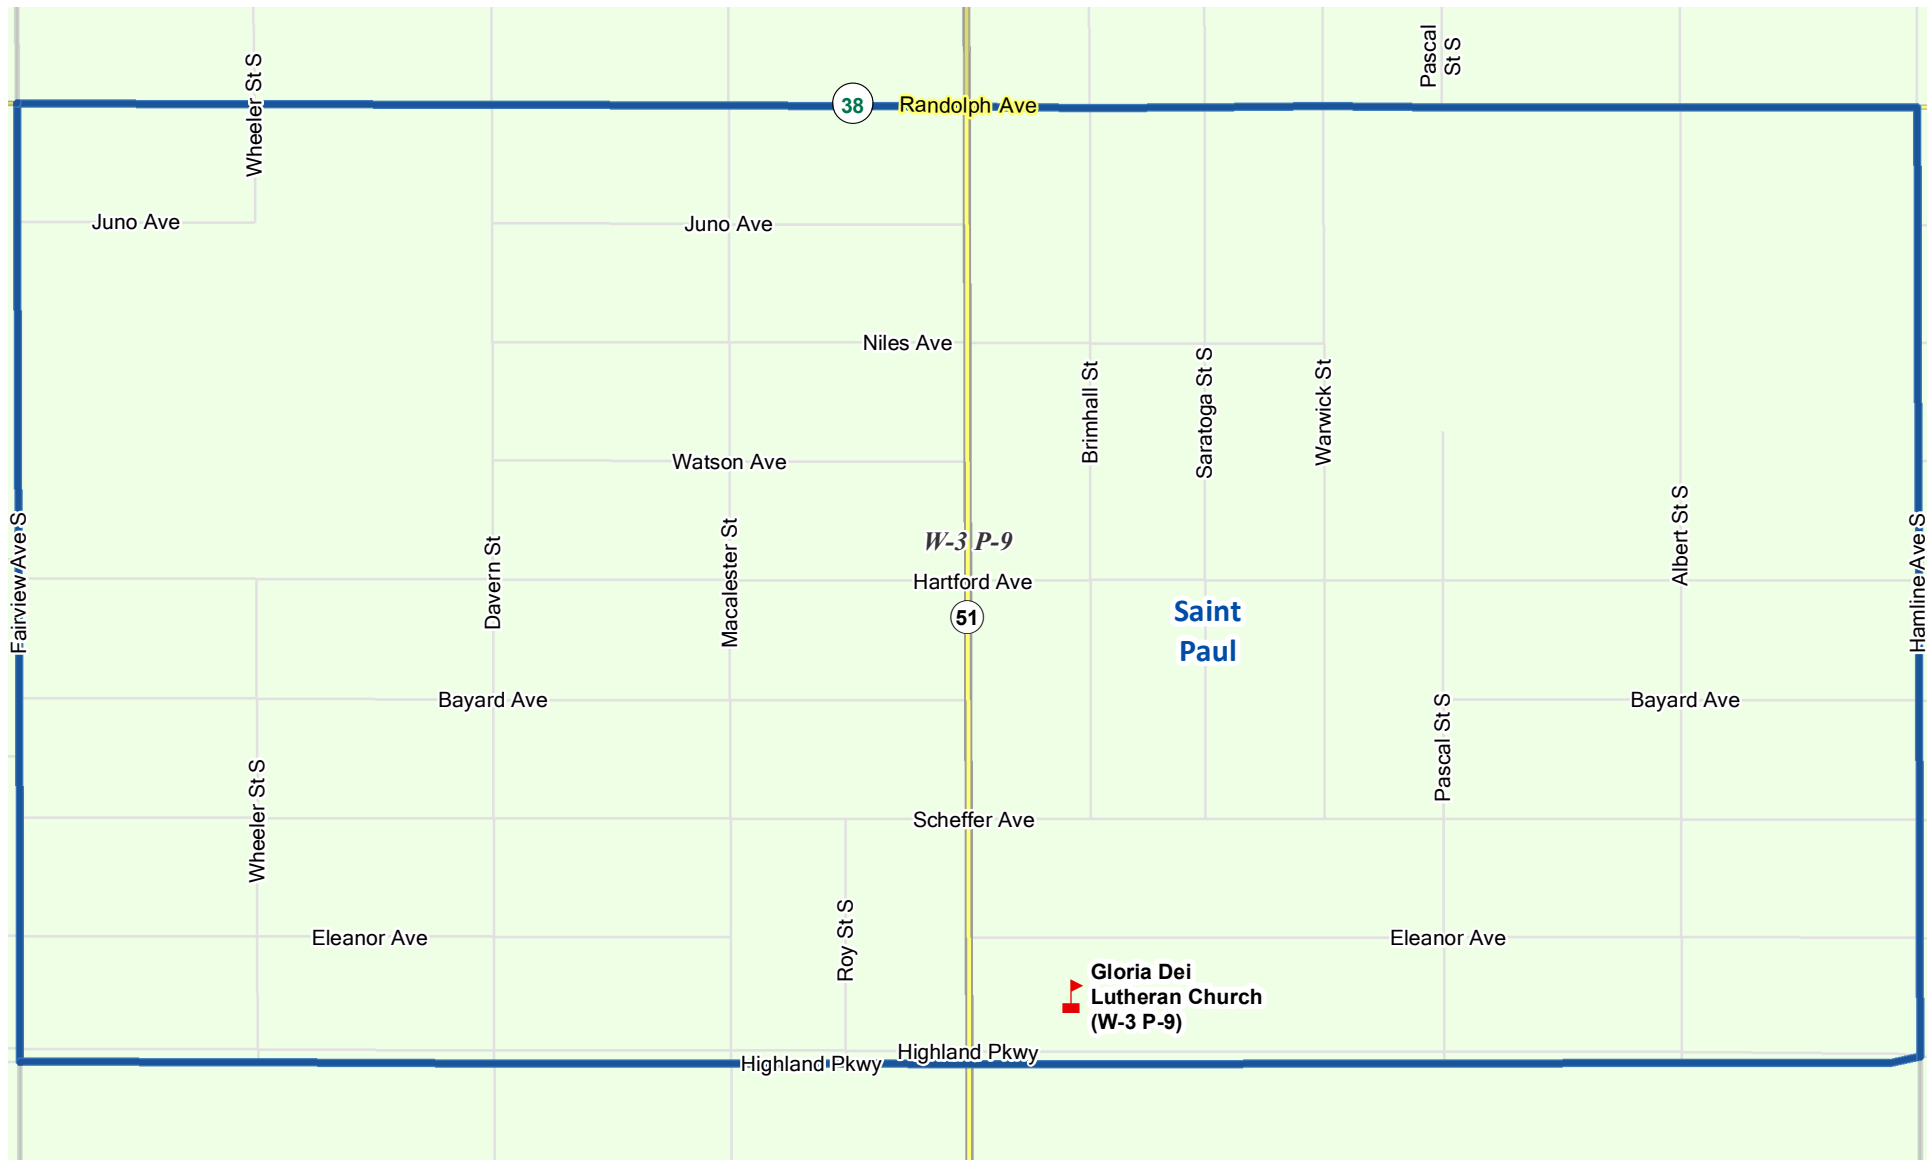 Pascal
St S
Wheeler St S
38
Randolph Ave
Juno Ave
Juno Ave
Niles Ave
Brimhall St
Saratoga St S
Warwick St
Watson Ave
Fairview Ave S
Davern St
Macalester St
W-3 P-9
Albert St S
Hamline Ave S
Hartford Ave
51
Saint
Paul
Bayard Ave
Bayard Ave
Pascal St S
Wheeler St S
Scheffer Ave
Roy St S
Eleanor Ave
Eleanor Ave
Gloria Dei
Lutheran Church
(W-3 P-9)
Highland Pkwy
Highland Pkwy